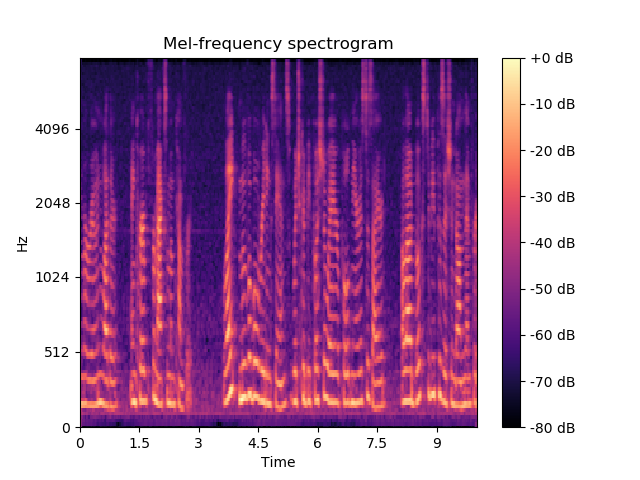 Mel-frequency spectrogram
Hz
4096
2048
1024
512
0
0 1.5 3 4.5 6 7.5 9
Time
+0 dB
-10 dB
-20 dB
-30 dB
-40 dB
-50 dB
-60 dB
-70 dB
-80 dB